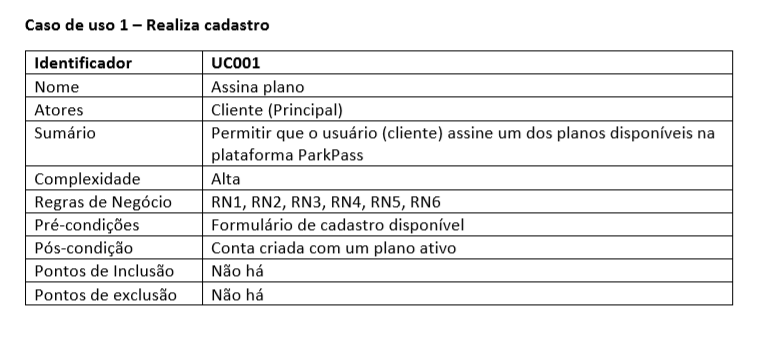 Caso de uso 1 – Realiza cadastro
Identificador UC001
Nome Assina plano
Atores Cliente (Principal)
Sumário Permitir que o usuário (cliente) assine um dos planos disponíveis na
plataforma ParkPass
Complexidade Alta
Regras de Negócio RN1, RN2, RN3, RN4, RN5, RN6
Pré-condições Formulário de cadastro disponível
Pós-condição Conta criada com um plano ativo
Pontos de Inclusão Não há
Pontos de exclusão Não há